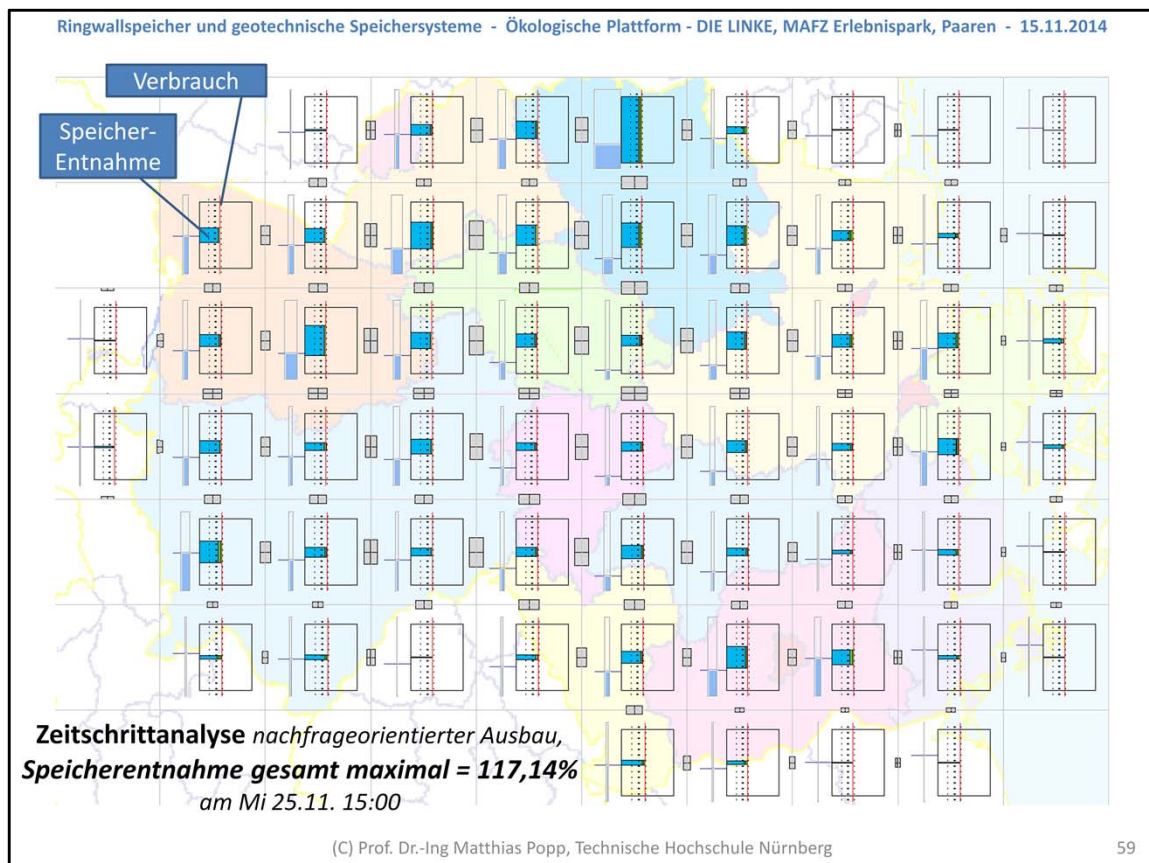 Ringwallspeicher und geotechnische Speichersysteme - Ökologische Plattform - DIE LINKE, MAFZ Erlebnispark, Paaren - 15.11.2014
Verbrauch
Speicher-
Entnahme
Zeitschrittanalyse nachfrageorientierter Ausbau,
Speicherentnahme gesamt maximal = 117,14%
am Mi 25.11. 15:00
(C) Prof. Dr.-Ing Matthias Popp, Technische Hochschule Nürnberg
59